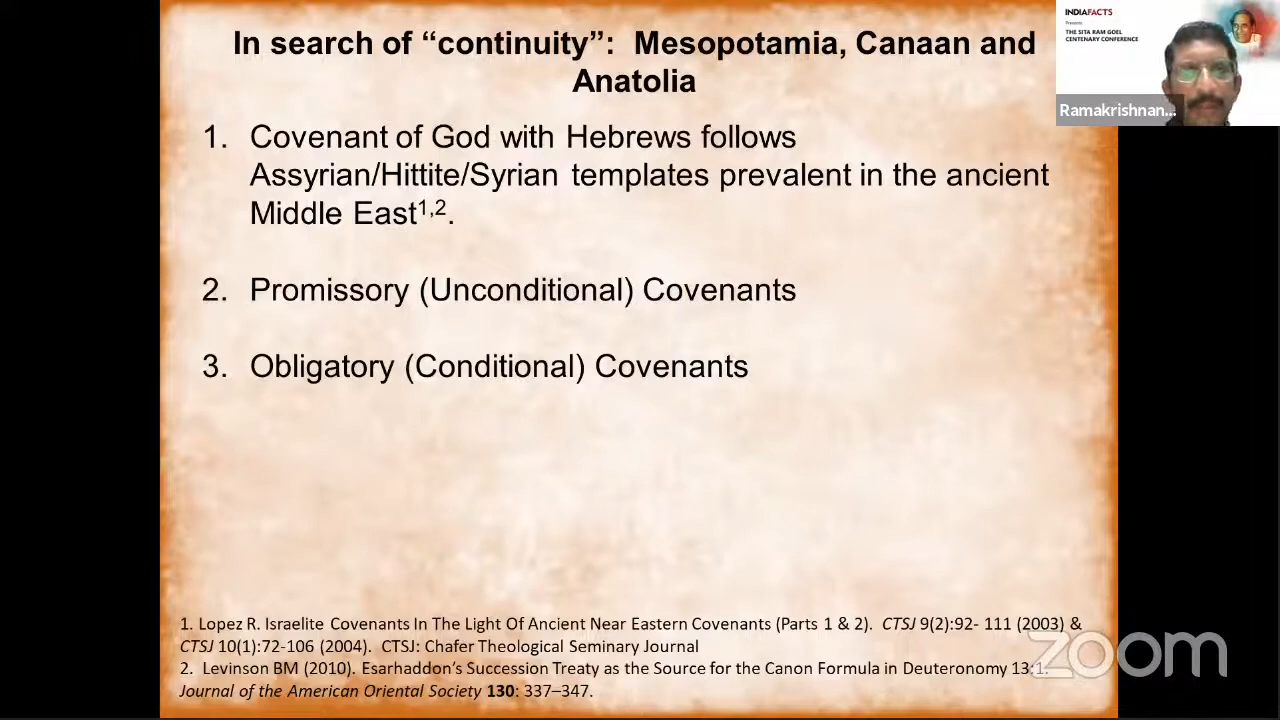 In search of “continuity”: Mesopotamia, Canaan and
Anatolia
1. Covenant of God with Hebrews follows
Assyrian/Hittite/Syrian templates prevalent in the ancient
Middle East1,2.
2. Promissory (Unconditional) Covenants
3. Obligatory (Conditional) Covenants
1. Lopez R. Israelite Covenants In The Light Of Ancient Near Eastern Covenants (Parts 1 & 2). CTSJ 9(2):92- 111 (2003) &
CTSJ 10(1):72-106 (2004). CTSJ: Chafer Theological Seminary Journal
2. Levinson BM (2010). Esarhaddon’s Succession Treaty as the Source for the Canon Formula in Deuteronomy 13:1.
Journal of the American Oriental Society 130: 337–347.
INDIAFACTS
Presents
THE SITA RAM GOEL
CENTENARY CONFERENCE
Ramakrishnan...
zoom